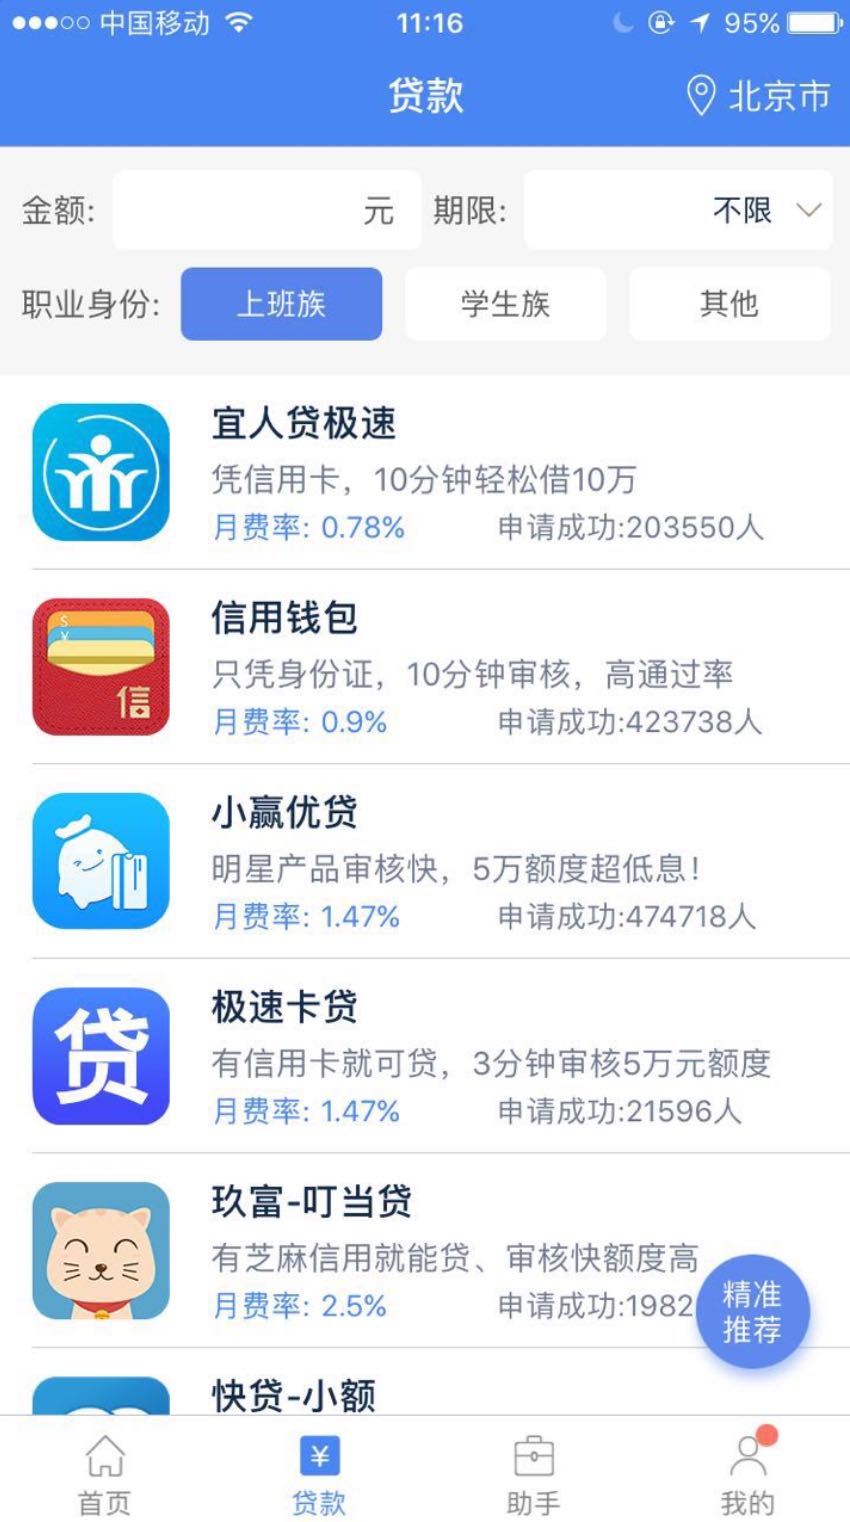 中国移动 11:16 95%
贷款 北京市
金额: 元 期限: 不限
职业身份: 上班族 学生族 其他
宜人贷极速
凭信用卡，10分钟轻松借10万
月费率: 0.78% 申请成功:203550人
$
¥
信
信用钱包
只凭身份证，10分钟审核，高通过率
月费率: 0.9% 申请成功:423738人
小赢优贷
明星产品审核快，5万额度超低息！
月费率: 1.47% 申请成功:474718人
贷
极速卡贷
有信用卡就可贷，3分钟审核5万元额度
月费率: 1.47% 申请成功:21596人
玖富-叮当贷
有芝麻信用就能贷、审核快额度高
月费率: 2.5% 申请成功:1982
精准
推荐
快贷-小额
¥
首页 贷款 助手 我的